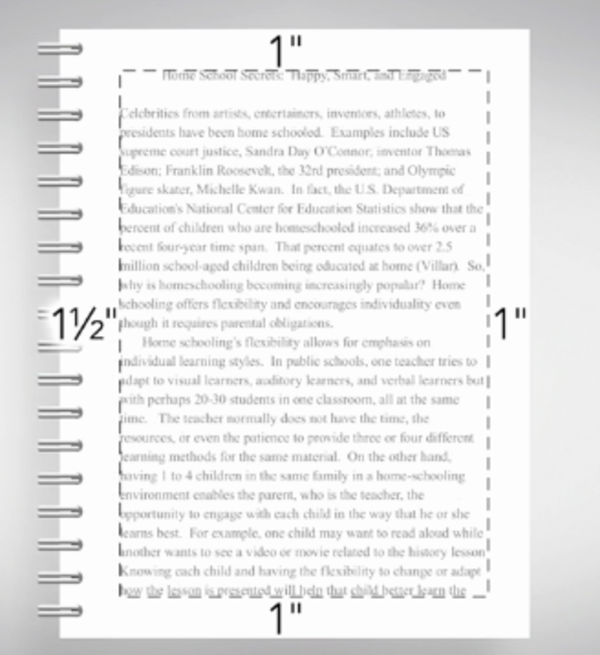 1"
Home School Secrets: Happy, Smart, and Engaged
Celebrities from artists, entertainers, inventors, athletes, to
presidents have been home schooled. Examples include US
supreme court justice, Sandra Day O'Connor; inventor Thomas
Edison; Franklin Roosevelt, the 32rd president; and Olympic
figure skater, Michelle Kwan. In fact, the U.S. Department of
Education's National Center for Education Statistics show that the
percent of children who are homeschooled increased 36% over a
recent four-year time span. That percent equates to over 2.5
million school-aged children being educated at home (Villar). So,
why is homeschooling becoming increasingly popular? Home
schooling offers flexibility and encourages individuality even
though it requires parental obligations.
1½"
1"
Home schooling's flexibility allows for emphasis on
individual learning styles. In public schools, one teacher tries to
adapt to visual learners, auditory learners, and verbal learners but
with perhaps 20-30 students in one classroom, all at the same
time. The teacher normally does not have the time, the
resources, or even the patience to provide three or four different
learning methods for the same material. On the other hand,
having 1 to 4 children in the same family in a home-schooling
environment enables the parent, who is the teacher, the
opportunity to engage with each child in the way that he or she
learns best. For example, one child may want to read aloud while
another wants to see a video or movie related to the history lesson
Knowing each child and having the flexibility to change or adapt
how the lesson is presented will help that child better learn the
1"